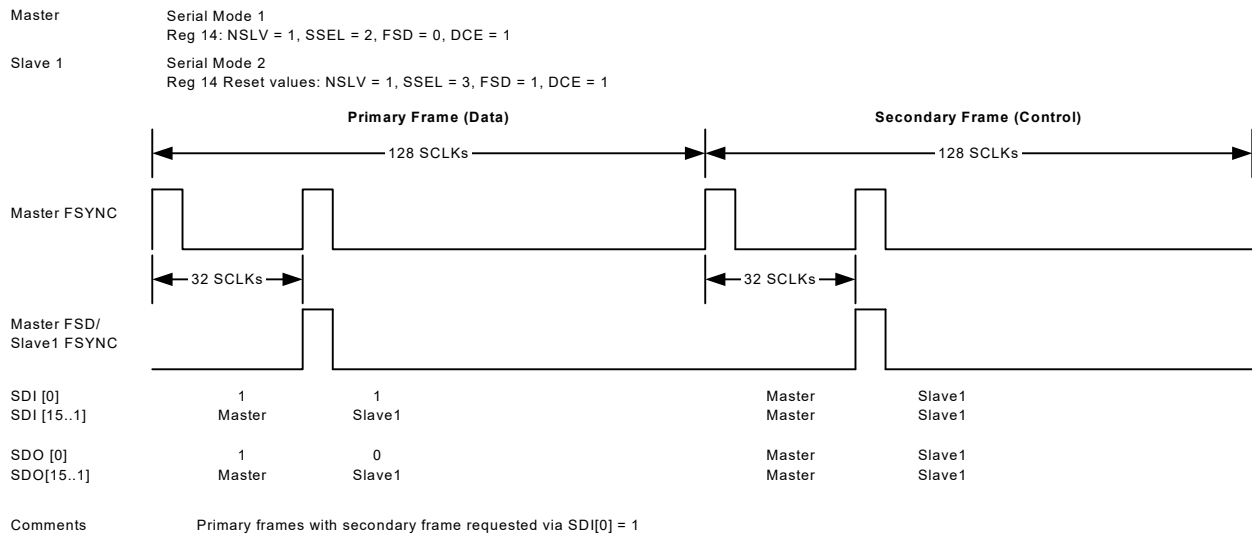 Master Serial Mode 1
Reg 14: NSLV = 1, SSEL = 2, FSD = 0, DCE = 1
Slave 1 Serial Mode 2
Reg 14 Reset values: NSLV = 1, SSEL = 3, FSD = 1, DCE = 1
Primary Frame (Data) Secondary Frame (Control)
128 SCLKs 128 SCLKs
Master FSYNC
32 SCLKs 32 SCLKs
Master FSD/
Slave1 FSYNC
SDI [0] 1 1 Master Slave1
SDI [15..1] Master Slave1 Master Slave1
SDO [0] 1 0 Master Slave1
SDO[15..1] Master Slave1 Master Slave1
Comments Primary frames with secondary frame requested via SDI[0] = 1